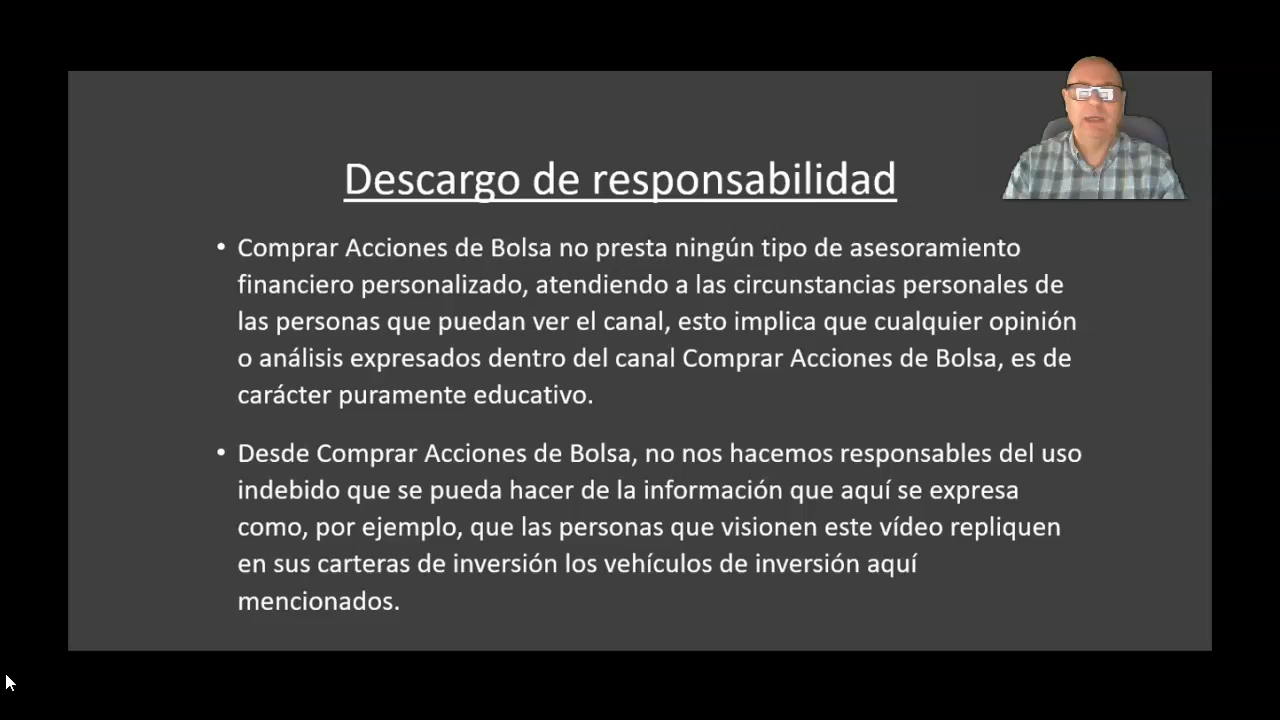 Descargo de responsabilidad
• Comprar Acciones de Bolsa no presta ningún tipo de asesoramiento
financiero personalizado, atendiendo a las circunstancias personales de
las personas que puedan ver el canal, esto implica que cualquier opinión
o análisis expresados dentro del canal Comprar Acciones de Bolsa, es de
carácter puramente educativo.
• Desde Comprar Acciones de Bolsa, no nos hacemos responsables del uso
indebido que se pueda hacer de la información que aquí se expresa
como, por ejemplo, que las personas que visionen este vídeo repliquen
en sus carteras de inversión los vehículos de inversión aquí
mencionados.